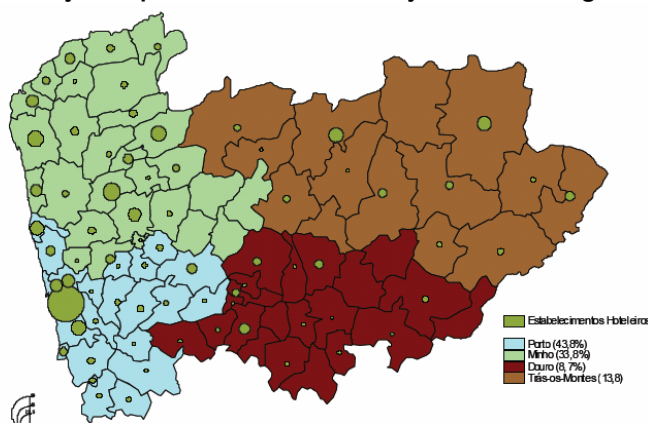 Estabelecimentos Hoteleiros
Porto (43,8%)
Minho (33,8%)
Douro (8,7%)
Trás-os-Montes (13,8)